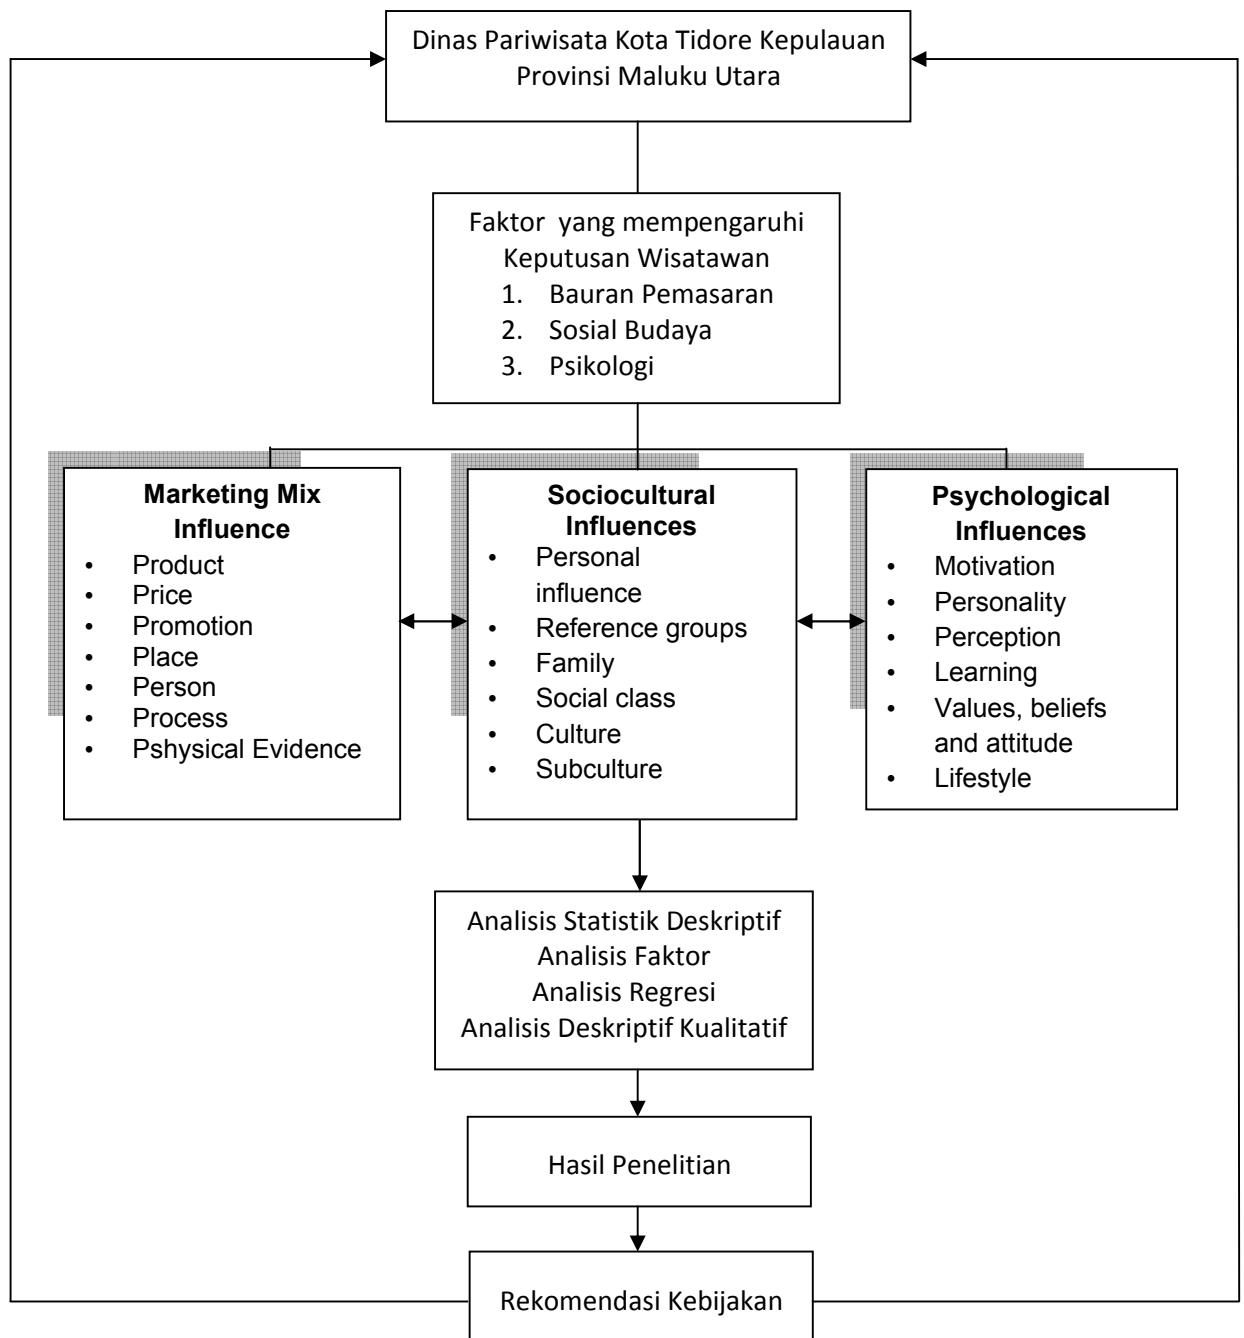 Dinas Pariwisata Kota Tidore Kepulauan
Provinsi Maluku Utara
Faktor yang mempengaruhi
Keputusan Wisatawan
1. Bauran Pemasaran
2. Sosial Budaya
3. Psikologi
Marketing Mix
Influence
• Product
• Price
• Promotion
• Place
• Person
• Process
• Pshysical Evidence
Sociocultural
Influences
• Personal
influence
• Reference groups
• Family
• Social class
• Culture
• Subculture
Psychological
Influences
• Motivation
• Personality
• Perception
• Learning
• Values, beliefs
and attitude
• Lifestyle
Analisis Statistik Deskriptif
Analisis Faktor
Analisis Regresi
Analisis Deskriptif Kualitatif
Hasil Penelitian
Rekomendasi Kebijakan